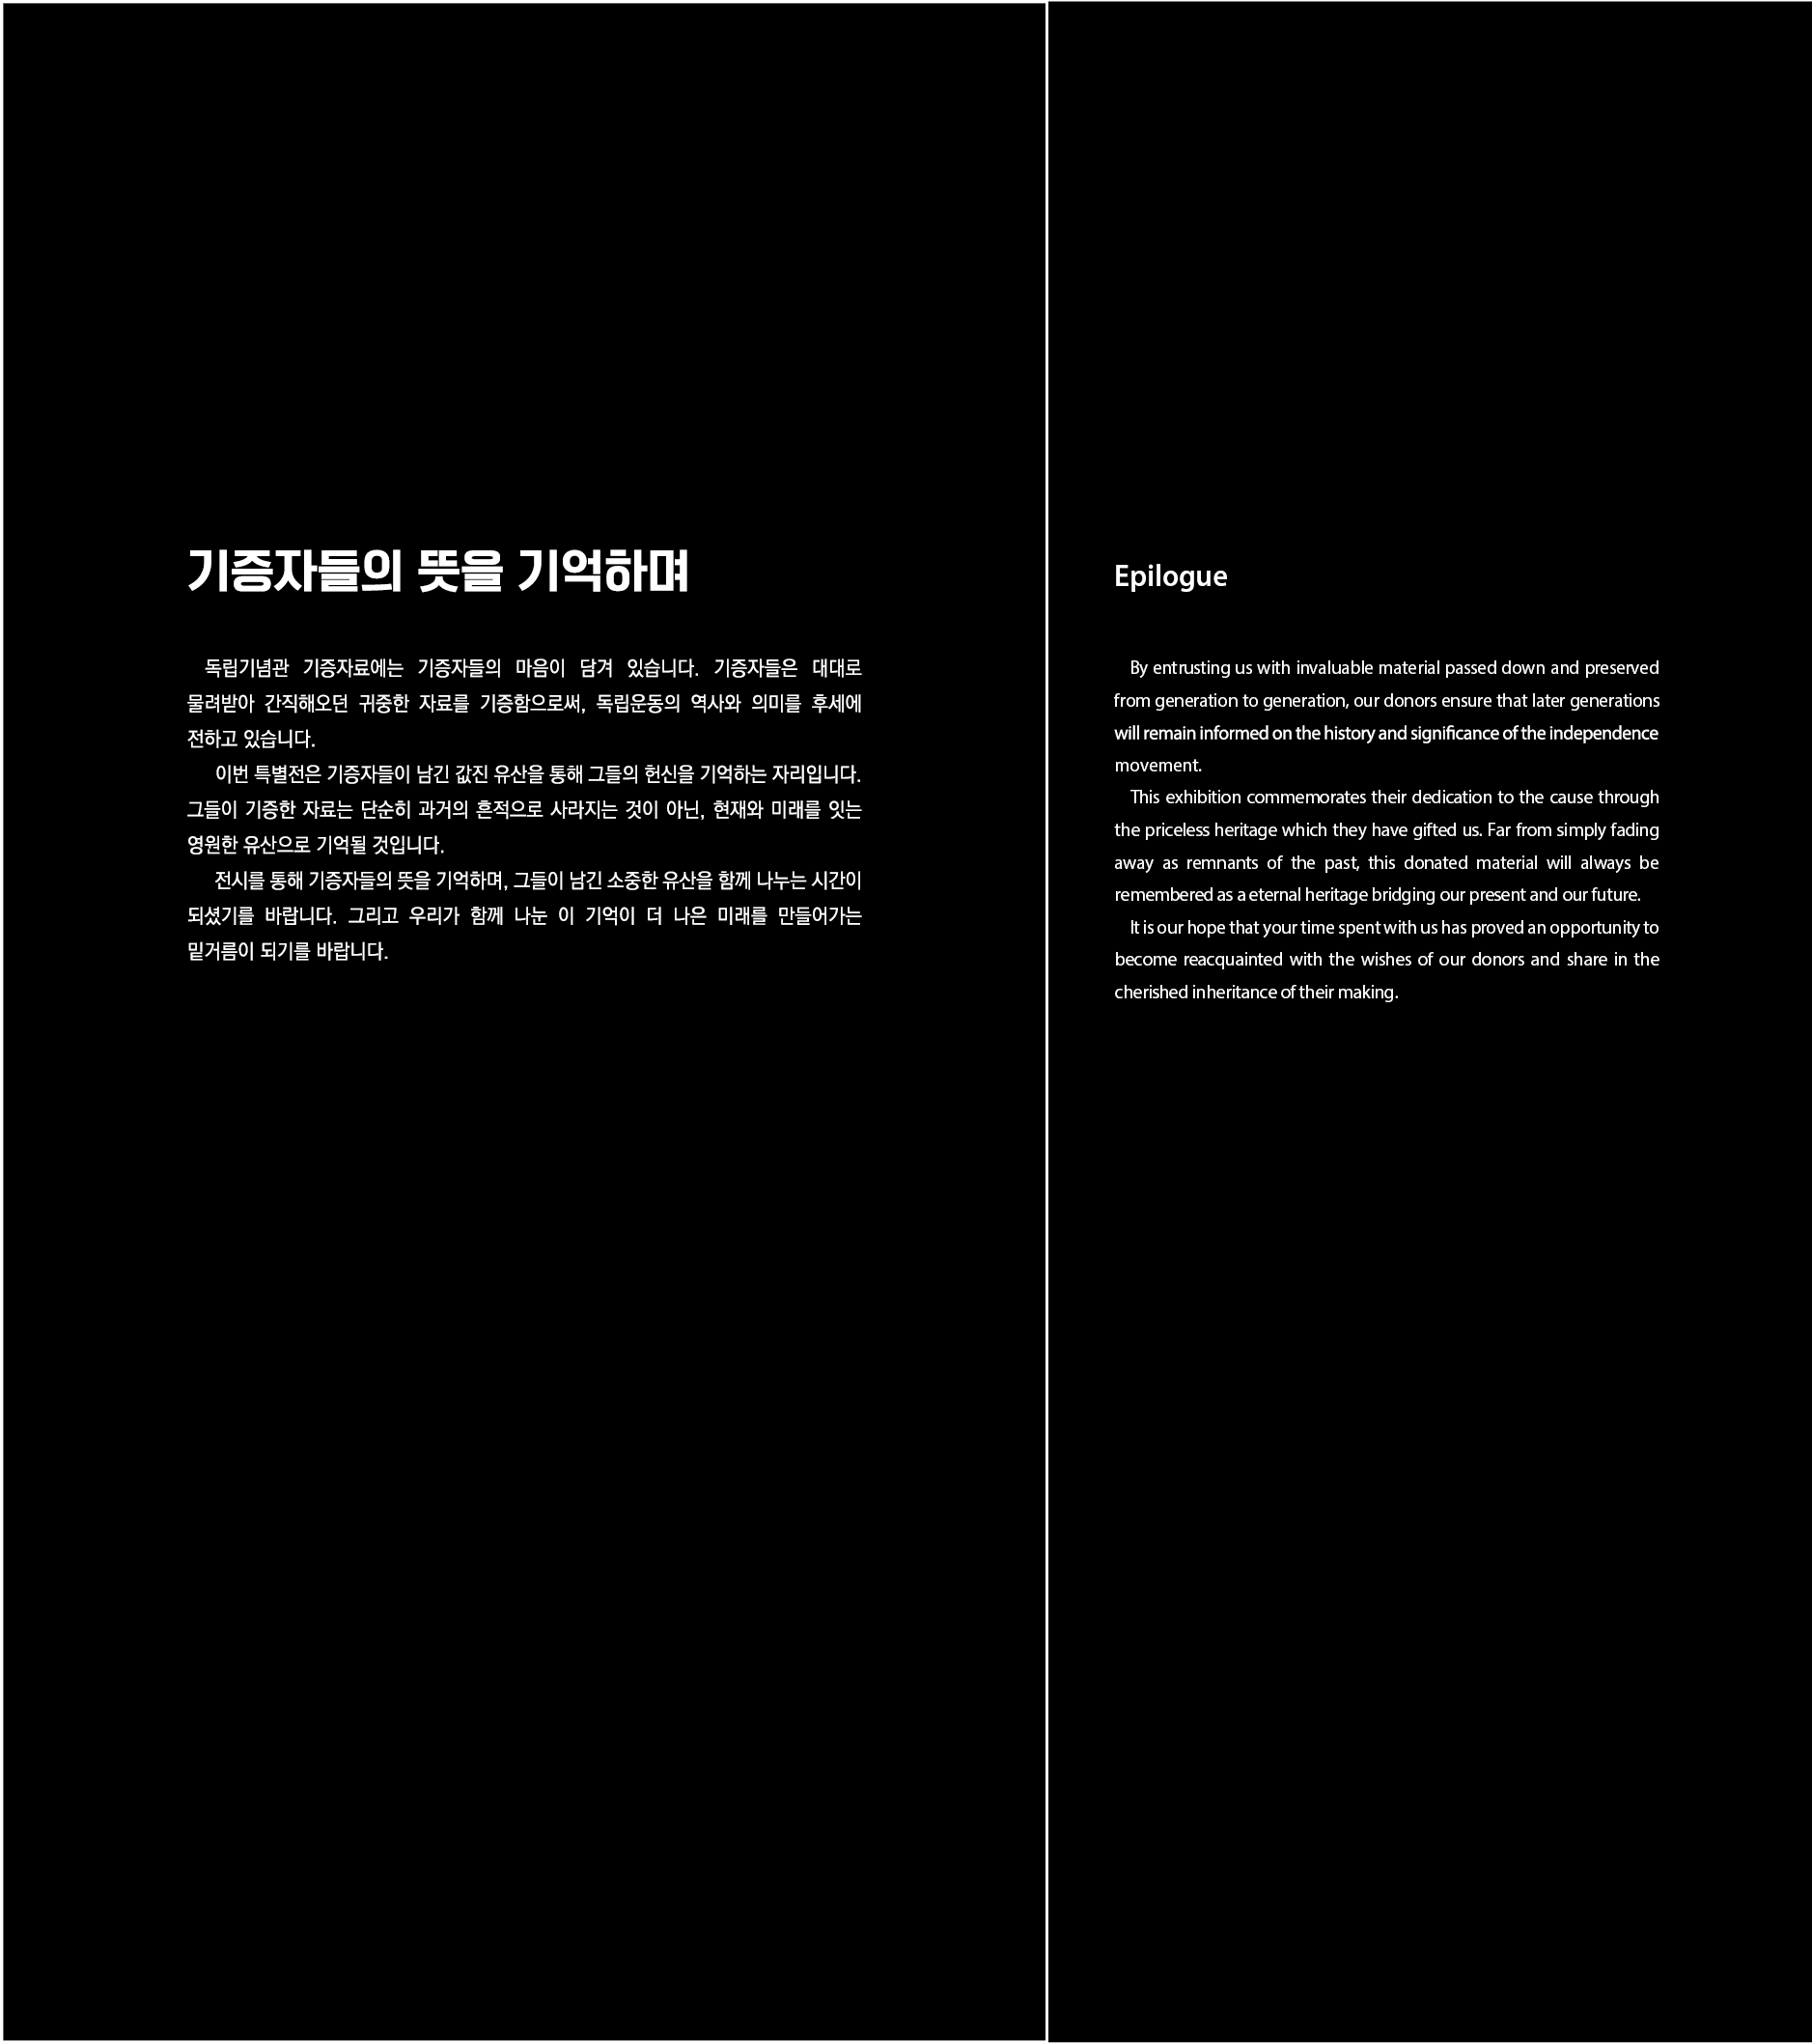 기증자들의 뜻을 기억하며
독립기념관 기증자료에는 기증자들의 마음이 담겨 있습니다. 기증자들은 대대로
물려받아 간직해오던 귀중한 자료를 기증함으로써, 독립운동의 역사와 의미를 후세에
전하고 있습니다.
이번 특별전은 기증자들이 남긴 값진 유산을 통해 그들의 헌신을 기억하는 자리입니다.
그들이 기증한 자료는 단순히 과거의 흔적으로 사라지는 것이 아닌, 현재와 미래를 잇는
영원한 유산으로 기억될 것입니다.
전시를 통해 기증자들의 뜻을 기억하며, 그들이 남긴 소중한 유산을 함께 나누는 시간이
되셨기를 바랍니다. 그리고 우리가 함께 나눈 이 기억이 더 나은 미래를 만들어가는
밑거름이 되기를 바랍니다.
Epilogue
By entrusting us with invaluable material passed down and preserved
from generation to generation, our donors ensure that later generations
will remain informed on the history and significance of the independence
movement.
This exhibition commemorates their dedication to the cause through
the priceless heritage which they have gifted us. Far from simply fading
away as remnants of the past, this donated material will always be
remembered as a eternal heritage bridging our present and our future.
It is our hope that your time spent with us has proved an opportunity to
become reacquainted with the wishes of our donors and share in the
cherished inheritance of their making.